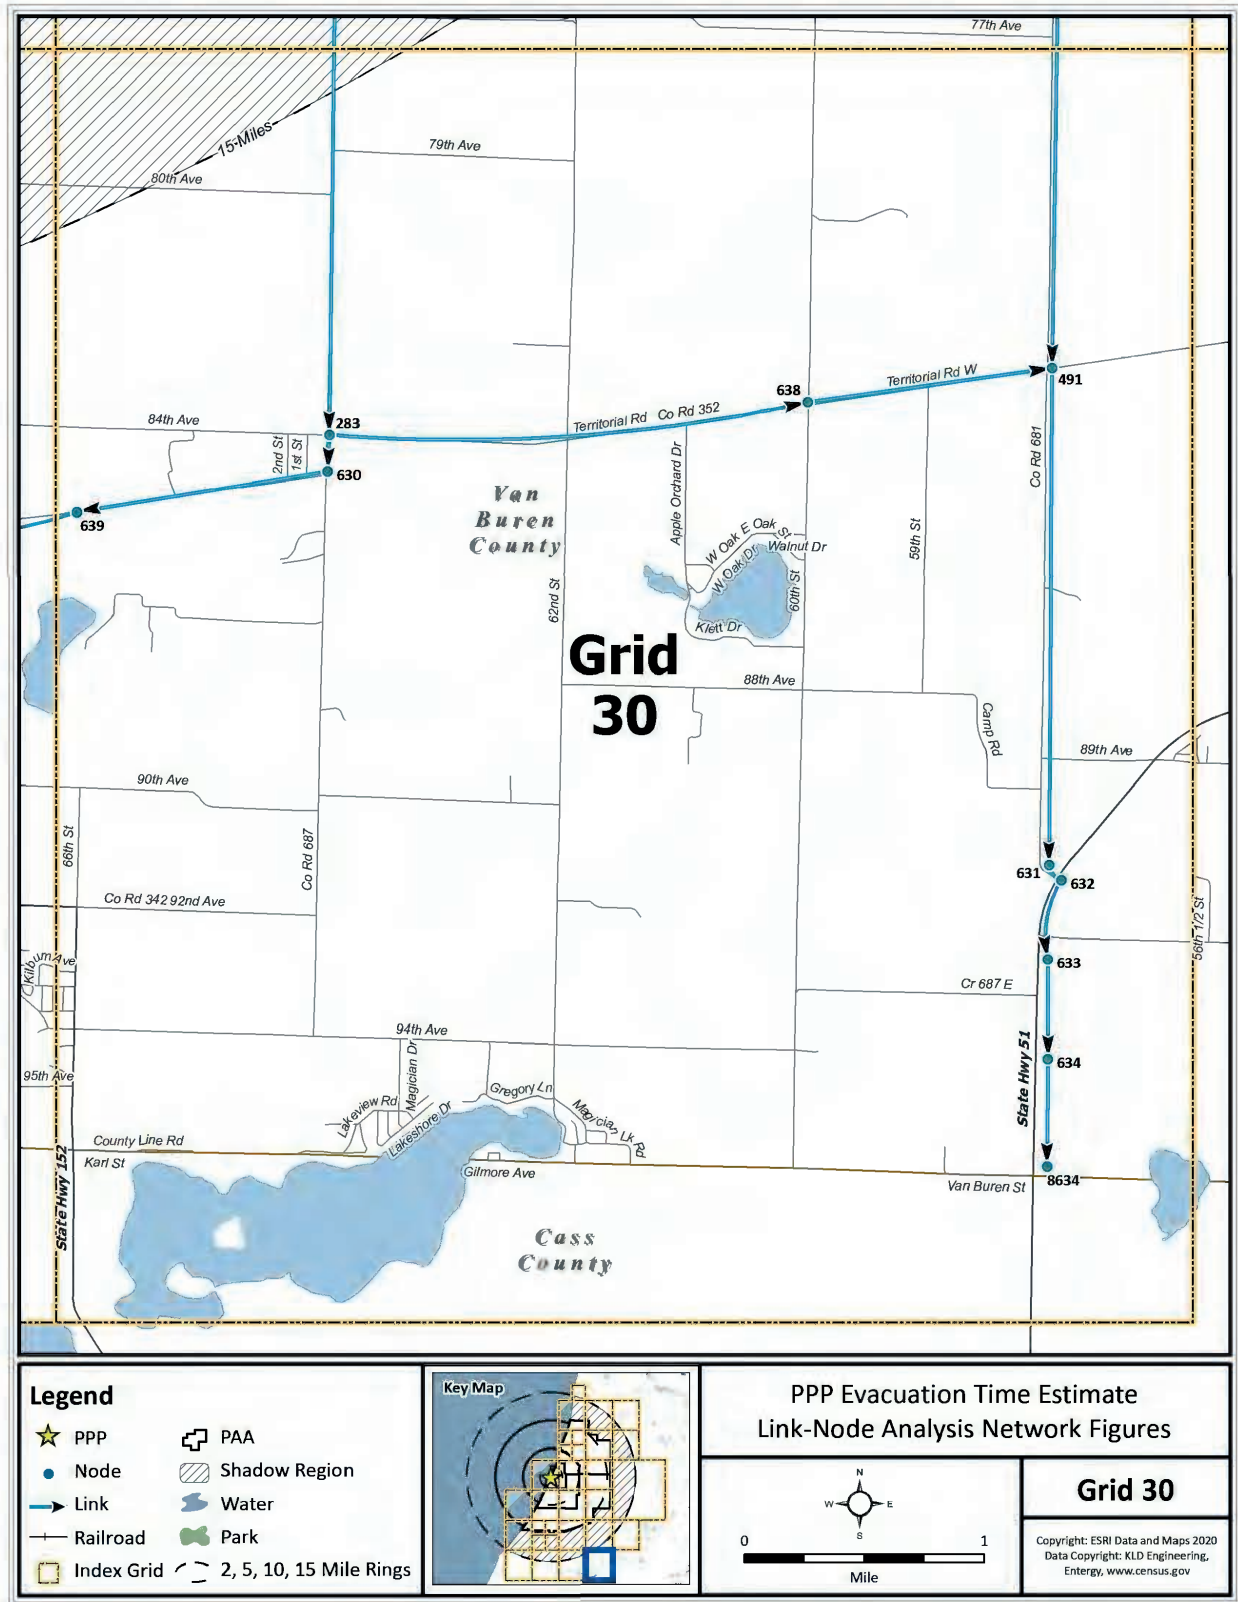 77th Ave
15-Miles
79th Ave
80th Ave
Territorial Rd W
491
638
Territorial Rd Co Rd 352
84th Ave
283
2nd St
1st St
630
639
Co Rd 681
Van
Buren
County
Apple Orchard Dr
W Oak E Oak St
Walnut Dr
W Oak Dr
60th St
59th St
62nd St
Klett Dr
Grid
30
88th Ave
Camp Rd
89th Ave
90th Ave
66th St
Co Rd 687
631
632
Co Rd 342 92nd Ave
56th 1/2 St
Kilburn Ave
633
Cr 687 E
94th Ave
State Hwy 51
634
95th Ave
Magician Dr
Gregory Ln
Lakeview Rd
Lakeshore Dr
Magician Lk Rd
County Line Rd
Karl St
State Hwy 152
Gilmore Ave
Van Buren St
8634
Cass
County
Legend
PPP
PAA
Node
Shadow Region
Link
Water
Railroad
Park
Index Grid
2, 5, 10, 15 Mile Rings
Key Map
PPP Evacuation Time Estimate
Link-Node Analysis Network Figures
N
W E
S
0 1
Mile
Grid 30
Copyright: ESRI Data and Maps 2020
Data Copyright: KLD Engineering,
Entergy, www.census.gov